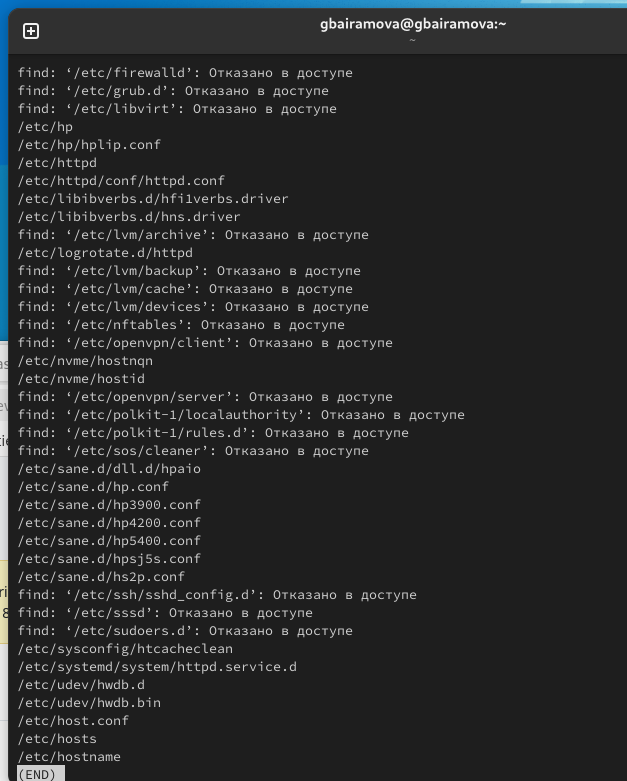 gbairamova@gbairamova:~
~
find: ‘/etc/firewalld’: Отказано в доступе
find: ‘/etc/grub.d’: Отказано в доступе
find: ‘/etc/libvirt’: Отказано в доступе
/etc/hp
/etc/hp/hplip.conf
/etc/httpd
/etc/httpd/conf/httpd.conf
/etc/libibverbs.d/hfi1verbs.driver
/etc/libibverbs.d/hns.driver
find: ‘/etc/lvm/archive’: Отказано в доступе
/etc/logrotate.d/httpd
find: ‘/etc/lvm/backup’: Отказано в доступе
find: ‘/etc/lvm/cache’: Отказано в доступе
find: ‘/etc/lvm/devices’: Отказано в доступе
find: ‘/etc/nftables’: Отказано в доступе
find: ‘/etc/openvpn/client’: Отказано в доступе
/etc/nvme/hostnqn
/etc/nvme/hostid
find: ‘/etc/openvpn/server’: Отказано в доступе
find: ‘/etc/polkit-1/localauthority’: Отказано в доступе
find: ‘/etc/polkit-1/rules.d’: Отказано в доступе
find: ‘/etc/sos/cleaner’: Отказано в доступе
/etc/sane.d/dll.d/hpaio
/etc/sane.d/hp.conf
/etc/sane.d/hp3900.conf
/etc/sane.d/hp4200.conf
/etc/sane.d/hp5400.conf
/etc/sane.d/hpsj5s.conf
/etc/sane.d/hs2p.conf
find: ‘/etc/ssh/sshd_config.d’: Отказано в доступе
find: ‘/etc/sssd’: Отказано в доступе
find: ‘/etc/sudoers.d’: Отказано в доступе
/etc/sysconfig/htcacheclean
/etc/systemd/system/httpd.service.d
/etc/udev/hwdb.d
/etc/udev/hwdb.bin
/etc/host.conf
/etc/hosts
/etc/hostname
(END)